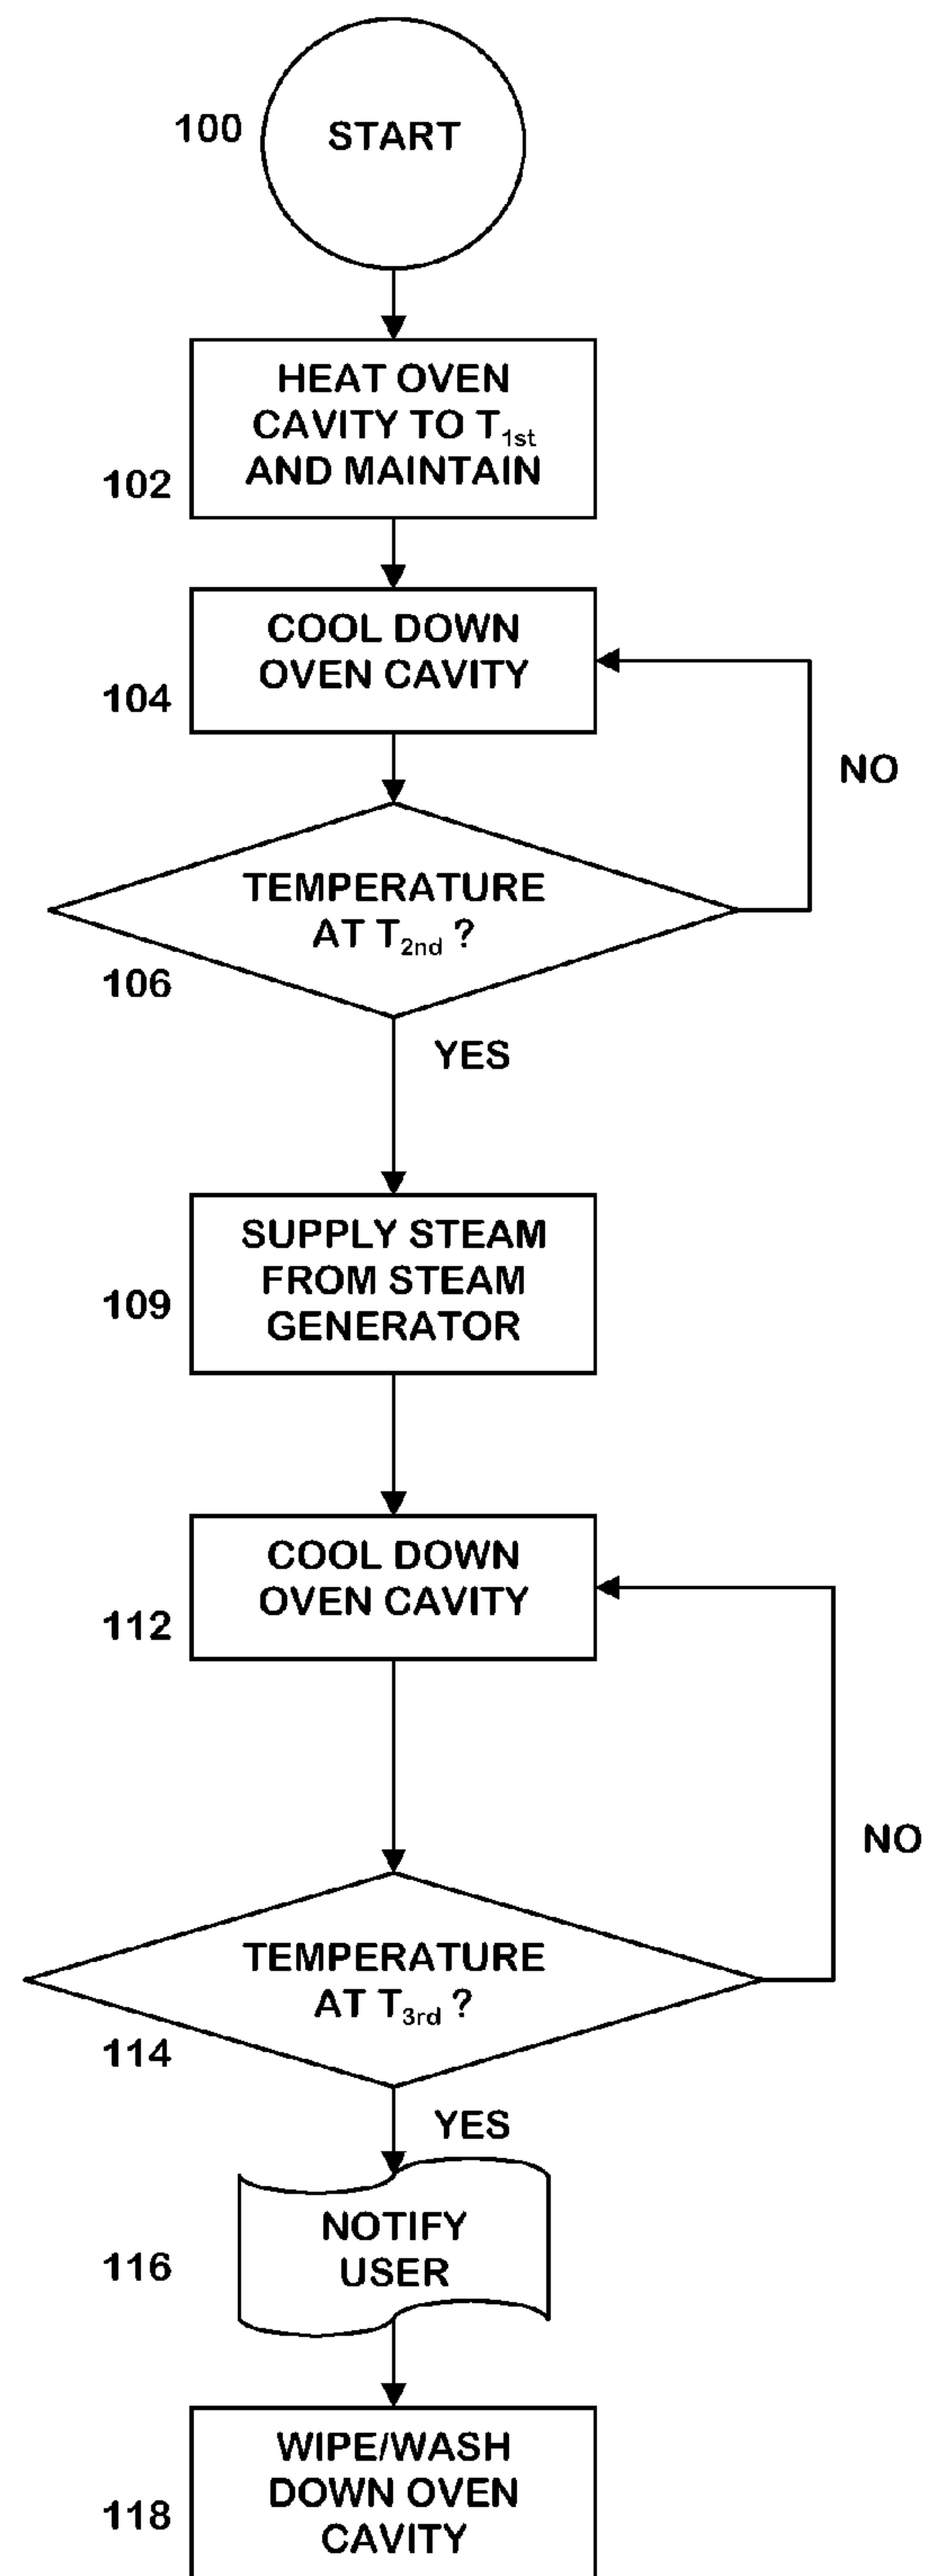 100
START
HEAT OVEN
CAVITY TO T1st
AND MAINTAIN
102
COOL DOWN
OVEN CAVITY
104
NO
TEMPERATURE
AT T2nd ?
106
YES
SUPPLY STEAM
FROM STEAM
GENERATOR
109
COOL DOWN
OVEN CAVITY
112
NO
TEMPERATURE
AT T3rd ?
114
YES
NOTIFY
USER
116
WIPE/WASH
DOWN OVEN
CAVITY
118